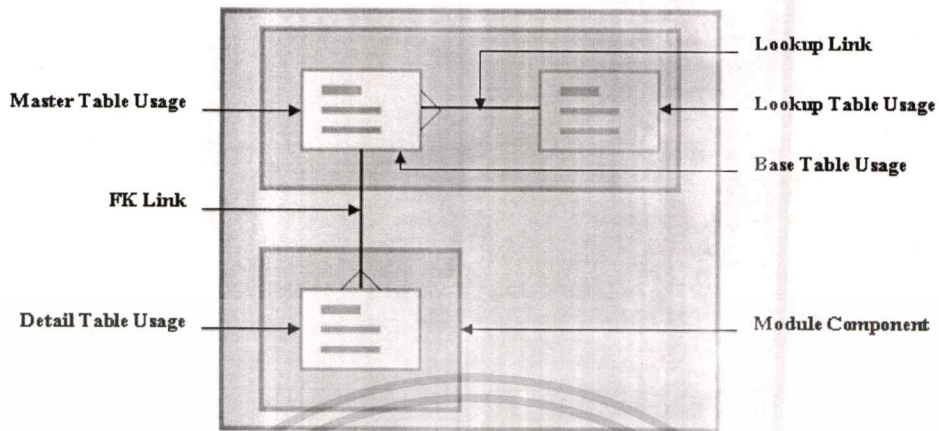 Lookup Link
Master Table Usage
Lookup Table Usage
Base Table Usage
FK Link
Detail Table Usage
Module Component